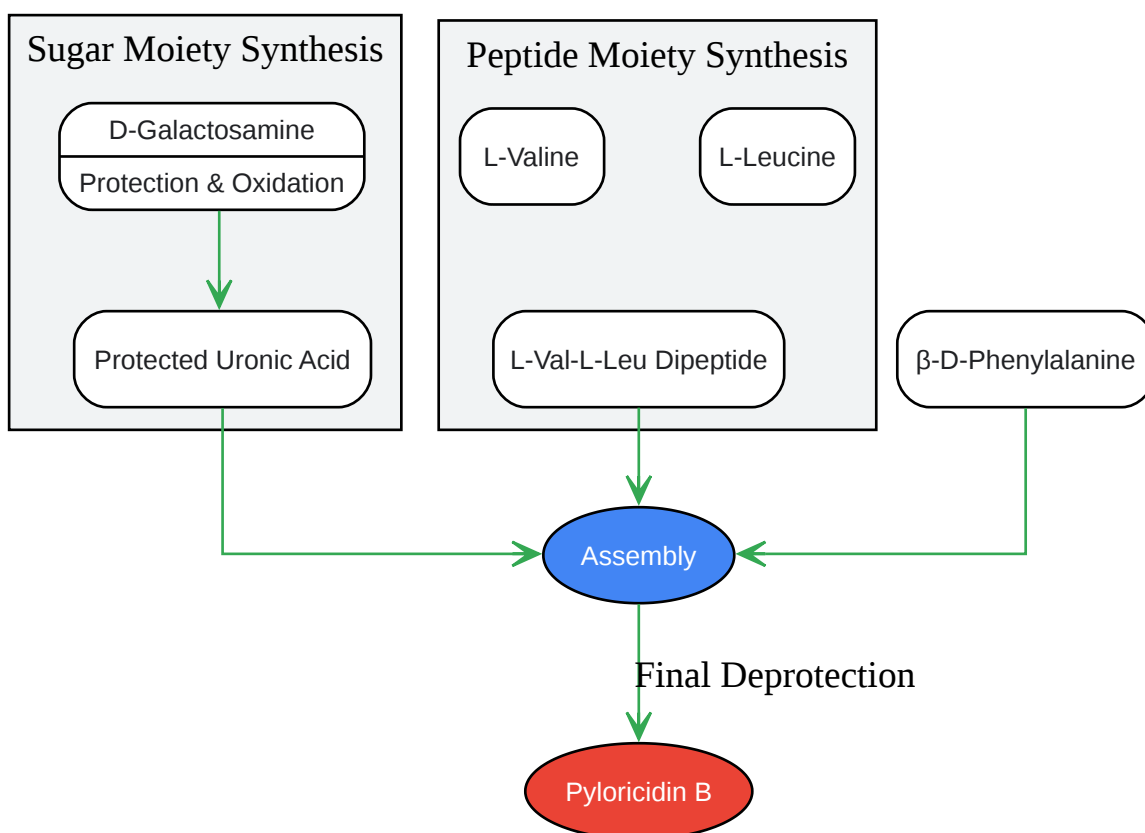 Sugar Moiety Synthesis
D-Galactosamine
Protection & Oxidation
Protected Uronic Acid
Peptide Moiety Synthesis
L-Valine
L-Leucine
L-Val-L-Leu Dipeptide
β-D-Phenylalanine
Assembly
Final Deprotection
Pyloricidin B